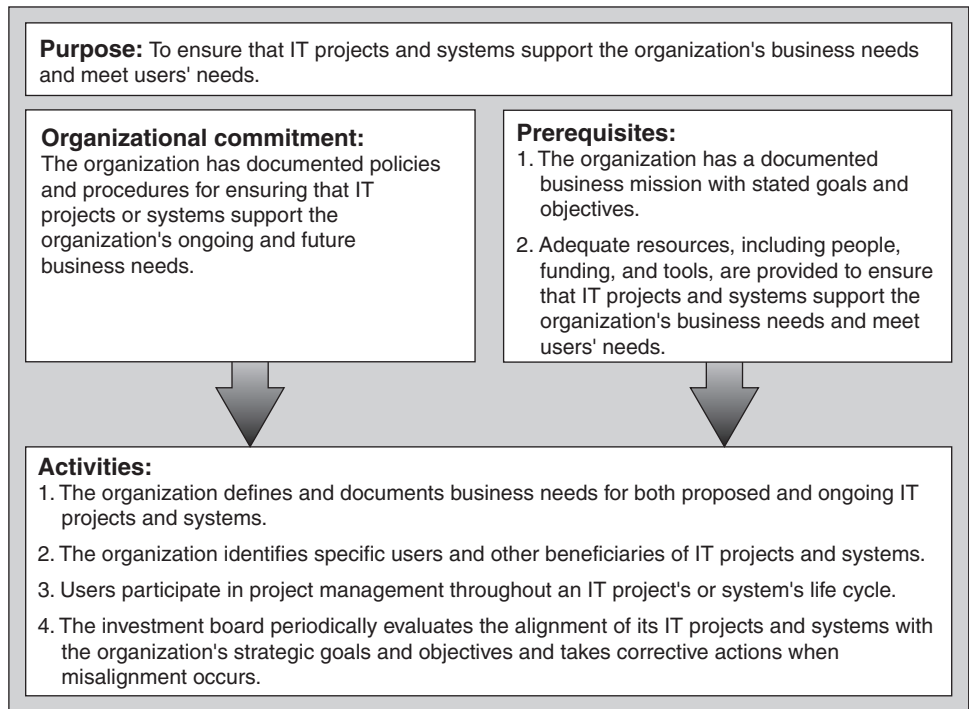 Purpose: To ensure that IT projects and systems support the organization's business needs
and meet users' needs.
Organizational commitment:
The organization has documented policies
and procedures for ensuring that IT
projects or systems support the
organization's ongoing and future
business needs.
Prerequisites:
1. The organization has a documented
business mission with stated goals and
objectives.
2. Adequate resources, including people,
funding, and tools, are provided to ensure
that IT projects and systems support the
organization's business needs and meet
users' needs.
Activities:
1. The organization defines and documents business needs for both proposed and ongoing IT
projects and systems.
2. The organization identifies specific users and other beneficiaries of IT projects and systems.
3. Users participate in project management throughout an IT project's or system's life cycle.
4. The investment board periodically evaluates the alignment of its IT projects and systems with
the organization's strategic goals and objectives and takes corrective actions when
misalignment occurs.